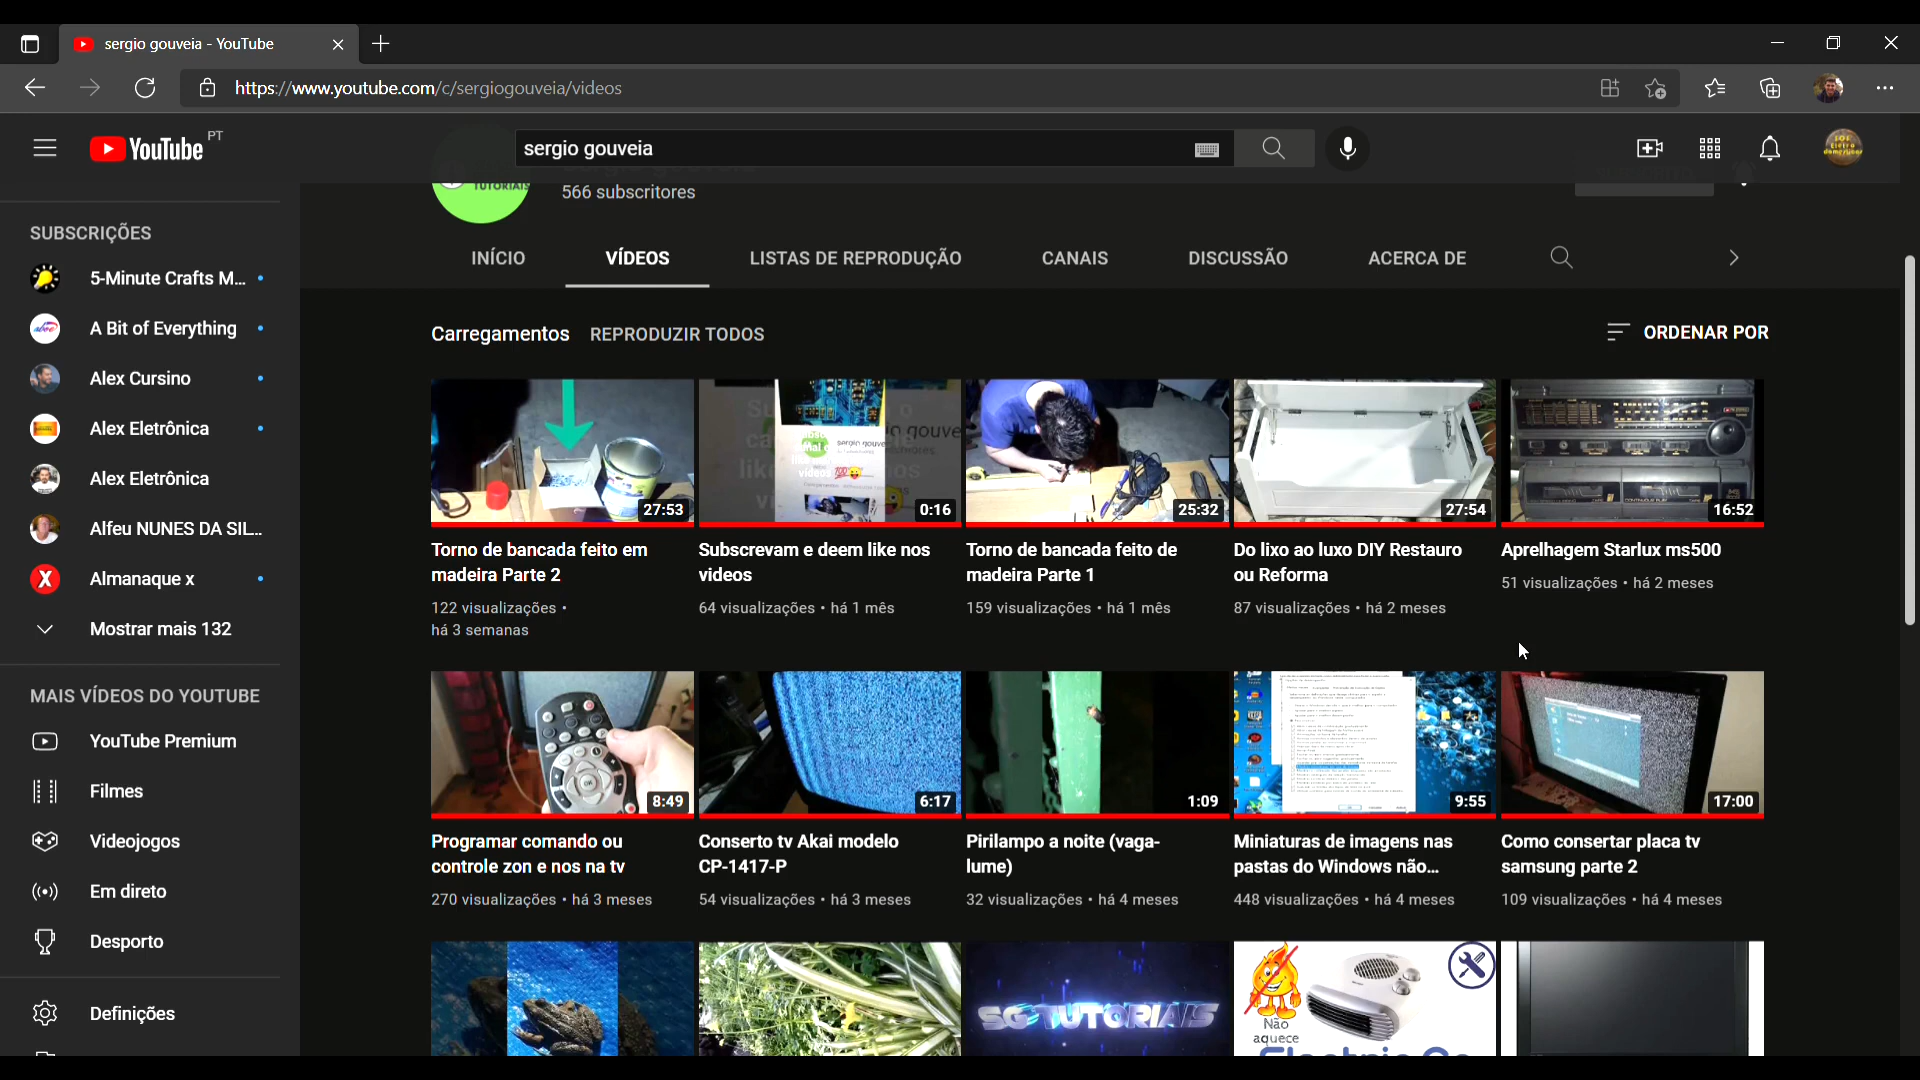 sergio gouveia - YouTube
https://www.youtube.com/c/sergiogouveia/videos
YouTube PT
sergio gouveia
TUTORIAIS
566 subscritores
INÍCIO
VÍDEOS
LISTAS DE REPRODUÇÃO
CANAIS
DISCUSSÃO
ACERCA DE
SUBSCRIÇÕES
5-Minute Crafts M...
A Bit of Everything
Alex Cursino
Alex Eletrônica
Alex Eletrônica
Alfeu NUNES DA SIL...
Almanaque x
Mostrar mais 132
MAIS VÍDEOS DO YOUTUBE
YouTube Premium
Filmes
Videojogos
Em direto
Desporto
Definições
Carregamentos REPRODUZIR TODOS
ORDENAR POR
27:53
Torno de bancada feito em
madeira Parte 2
122 visualizações •
há 3 semanas
0:16
Subscrevam e deem like nos
videos
64 visualizações • há 1 mês
25:32
Torno de bancada feito de
madeira Parte 1
159 visualizações • há 1 mês
27:54
Do lixo ao luxo DIY Restauro
ou Reforma
87 visualizações • há 2 meses
16:52
Aprelhagem Starlux ms500
51 visualizações • há 2 meses
8:49
Programar comando ou
controle zon e nos na tv
270 visualizações • há 3 meses
6:17
Conserto tv Akai modelo
CP-1417-P
54 visualizações • há 3 meses
1:09
Pirilampo a noite (vaga-
lume)
32 visualizações • há 4 meses
9:55
Miniaturas de imagens nas
pastas do Windows não...
448 visualizações • há 4 meses
17:00
Como consertar placa tv
samsung parte 2
109 visualizações • há 4 meses
SG TUTORIAIS
Não
aquece